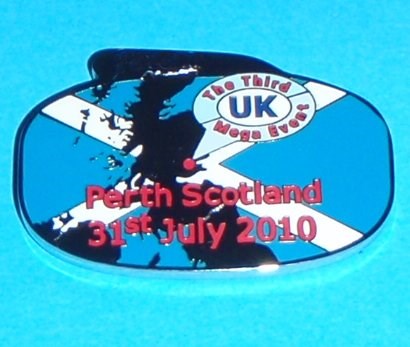 The Third
UK
Mega Event
Perth Scotland
31st July 2010